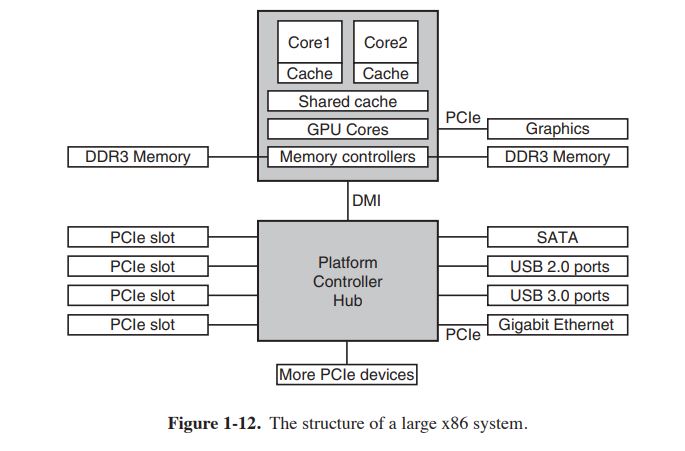 Core1
Core2
Cache
Cache
Shared cache
PCIe
GPU Cores
Graphics
DDR3 Memory
Memory controllers
DDR3 Memory
DMI
PCIe slot
SATA
PCIe slot
Platform
Controller
Hub
USB 2.0 ports
PCIe slot
USB 3.0 ports
PCIe slot
Gigabit Ethernet
PCIe
More PCIe devices
Figure 1-12. The structure of a large x86 system.